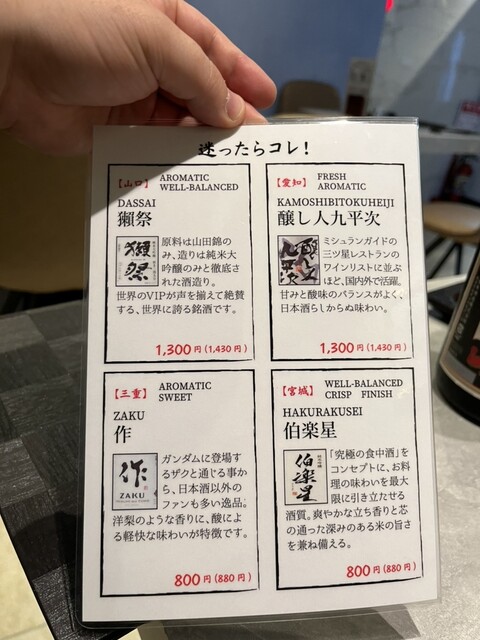 迷ったらコレ！
【山口】 AROMATIC
WELL-BALANCED
DASSAI
獺祭
獺祭
原料は山田錦の
み、造りは純米大
吟醸のみと徹底さ
れた酒造り。
世界のVIPが声を揃えて絶賛
する、世界に誇る銘酒です。
1,300円(1,430円)
【愛知】 FRESH
AROMATIC
KAMOSHIBITOKUHEIJI
醸し人九平次
醸し人九平次
ミシュランガイドの
三ツ星レストランの
ワインリストに並ぶ
ほど、国内外で活躍。
甘みと酸味のバランスがよく、
日本酒らしからぬ味わい。
1,300円(1,430円)
【三重】 AROMATIC
SWEET
ZAKU
作
作
ZAKU
ガンダムに登場す
るザクと通じる事か
ら、日本酒以外の
ファンも多い逸品。
洋梨のような香りに、酸によ
る軽快な味わいが特徴です。
800円(880円)
【宮城】 WELL-BALANCED
CRISP FINISH
HAKURAKUSEI
伯楽星
伯楽星
「究極の食中酒」を
コンセプトに、お料
理の味わいを最大
限に引き立たせる
酒質。爽やかな立ち香りと芯
の通った深みのある米の旨さ
を兼ね備える。
800円(880円)